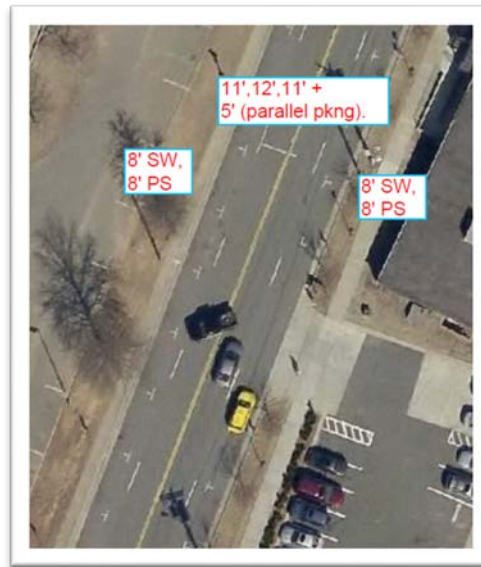 11',12',11' +
5' (parallel pkng).
8' SW,
8' PS
8' SW,
8' PS